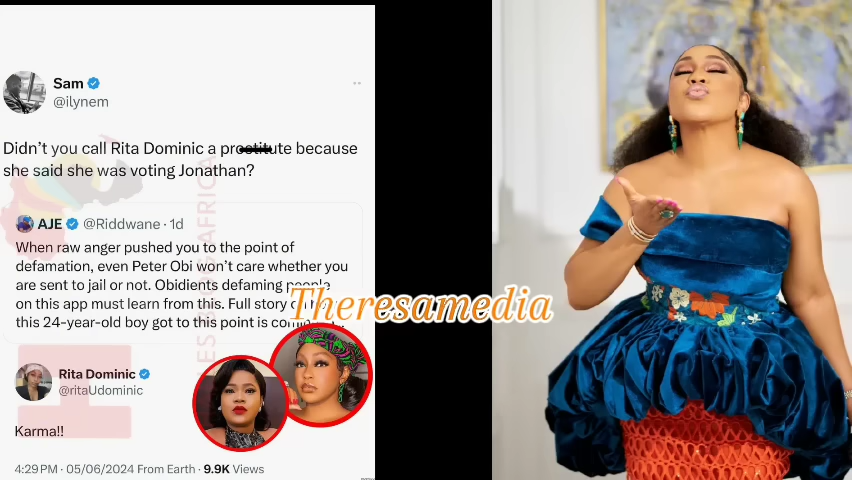 Sam
@ilynem
Didn't you call Rita Dominic a prostitute because
she said she was voting Jonathan?
AJE @Riddwane · 1d
When raw anger pushed you to the point of
defamation, even Peter Obi won't care whether you
are sent to jail or not. Obidients defaming people
on this app must learn from this. Full story
this 24-year-old boy got to this point is
Theresamedia
Rita Dominic
@ritaUdominic
Karma!!
4:29 PM · 05/06/2024 From Earth · 9.9K Views